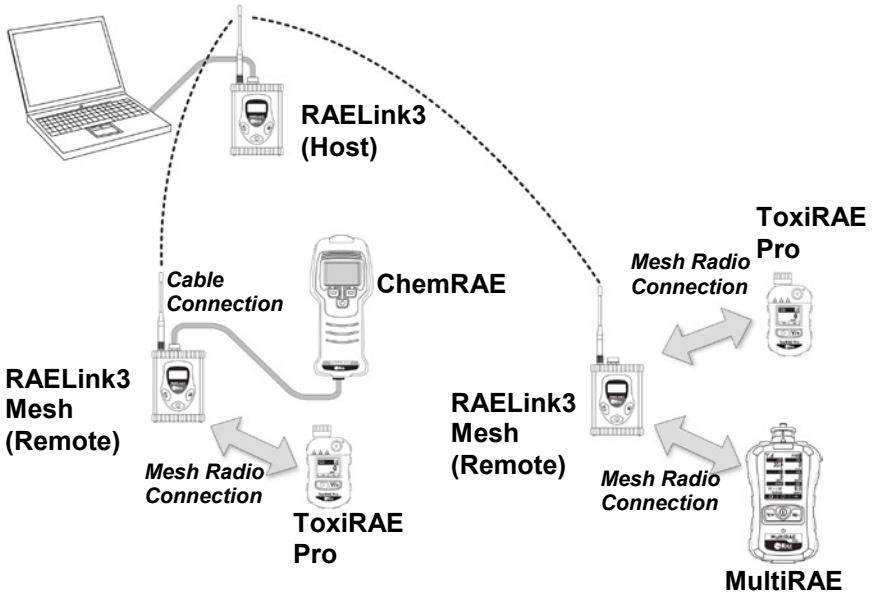 RAELink3
(Host)
ToxiRAE
Pro
Mesh Radio
Connection
Cable
Connection
ChemRAE
RAELink3
Mesh
(Remote)
RAELink3
Mesh
(Remote)
Mesh Radio
Connection
Mesh Radio
Connection
ToxiRAE
Pro
MultiRAE
MultiRAE